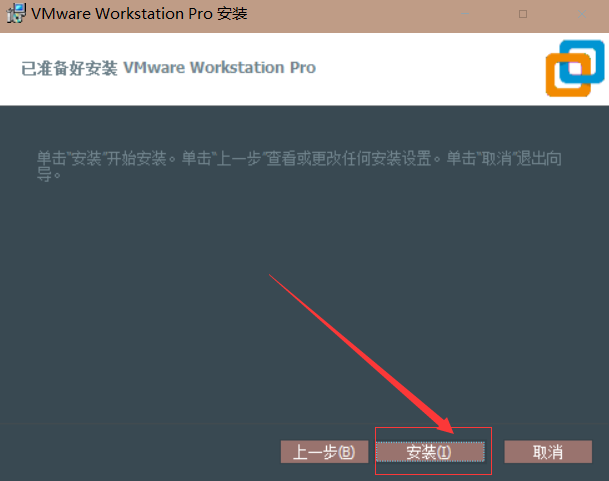 VMware Workstation Pro 安装
已准备好安装 VMware Workstation Pro
单击“安装”开始安装。单击“上一步”查看或更改任何安装设置。单击“取消”退出向
导。
上一步(B) 安装(I) 取消